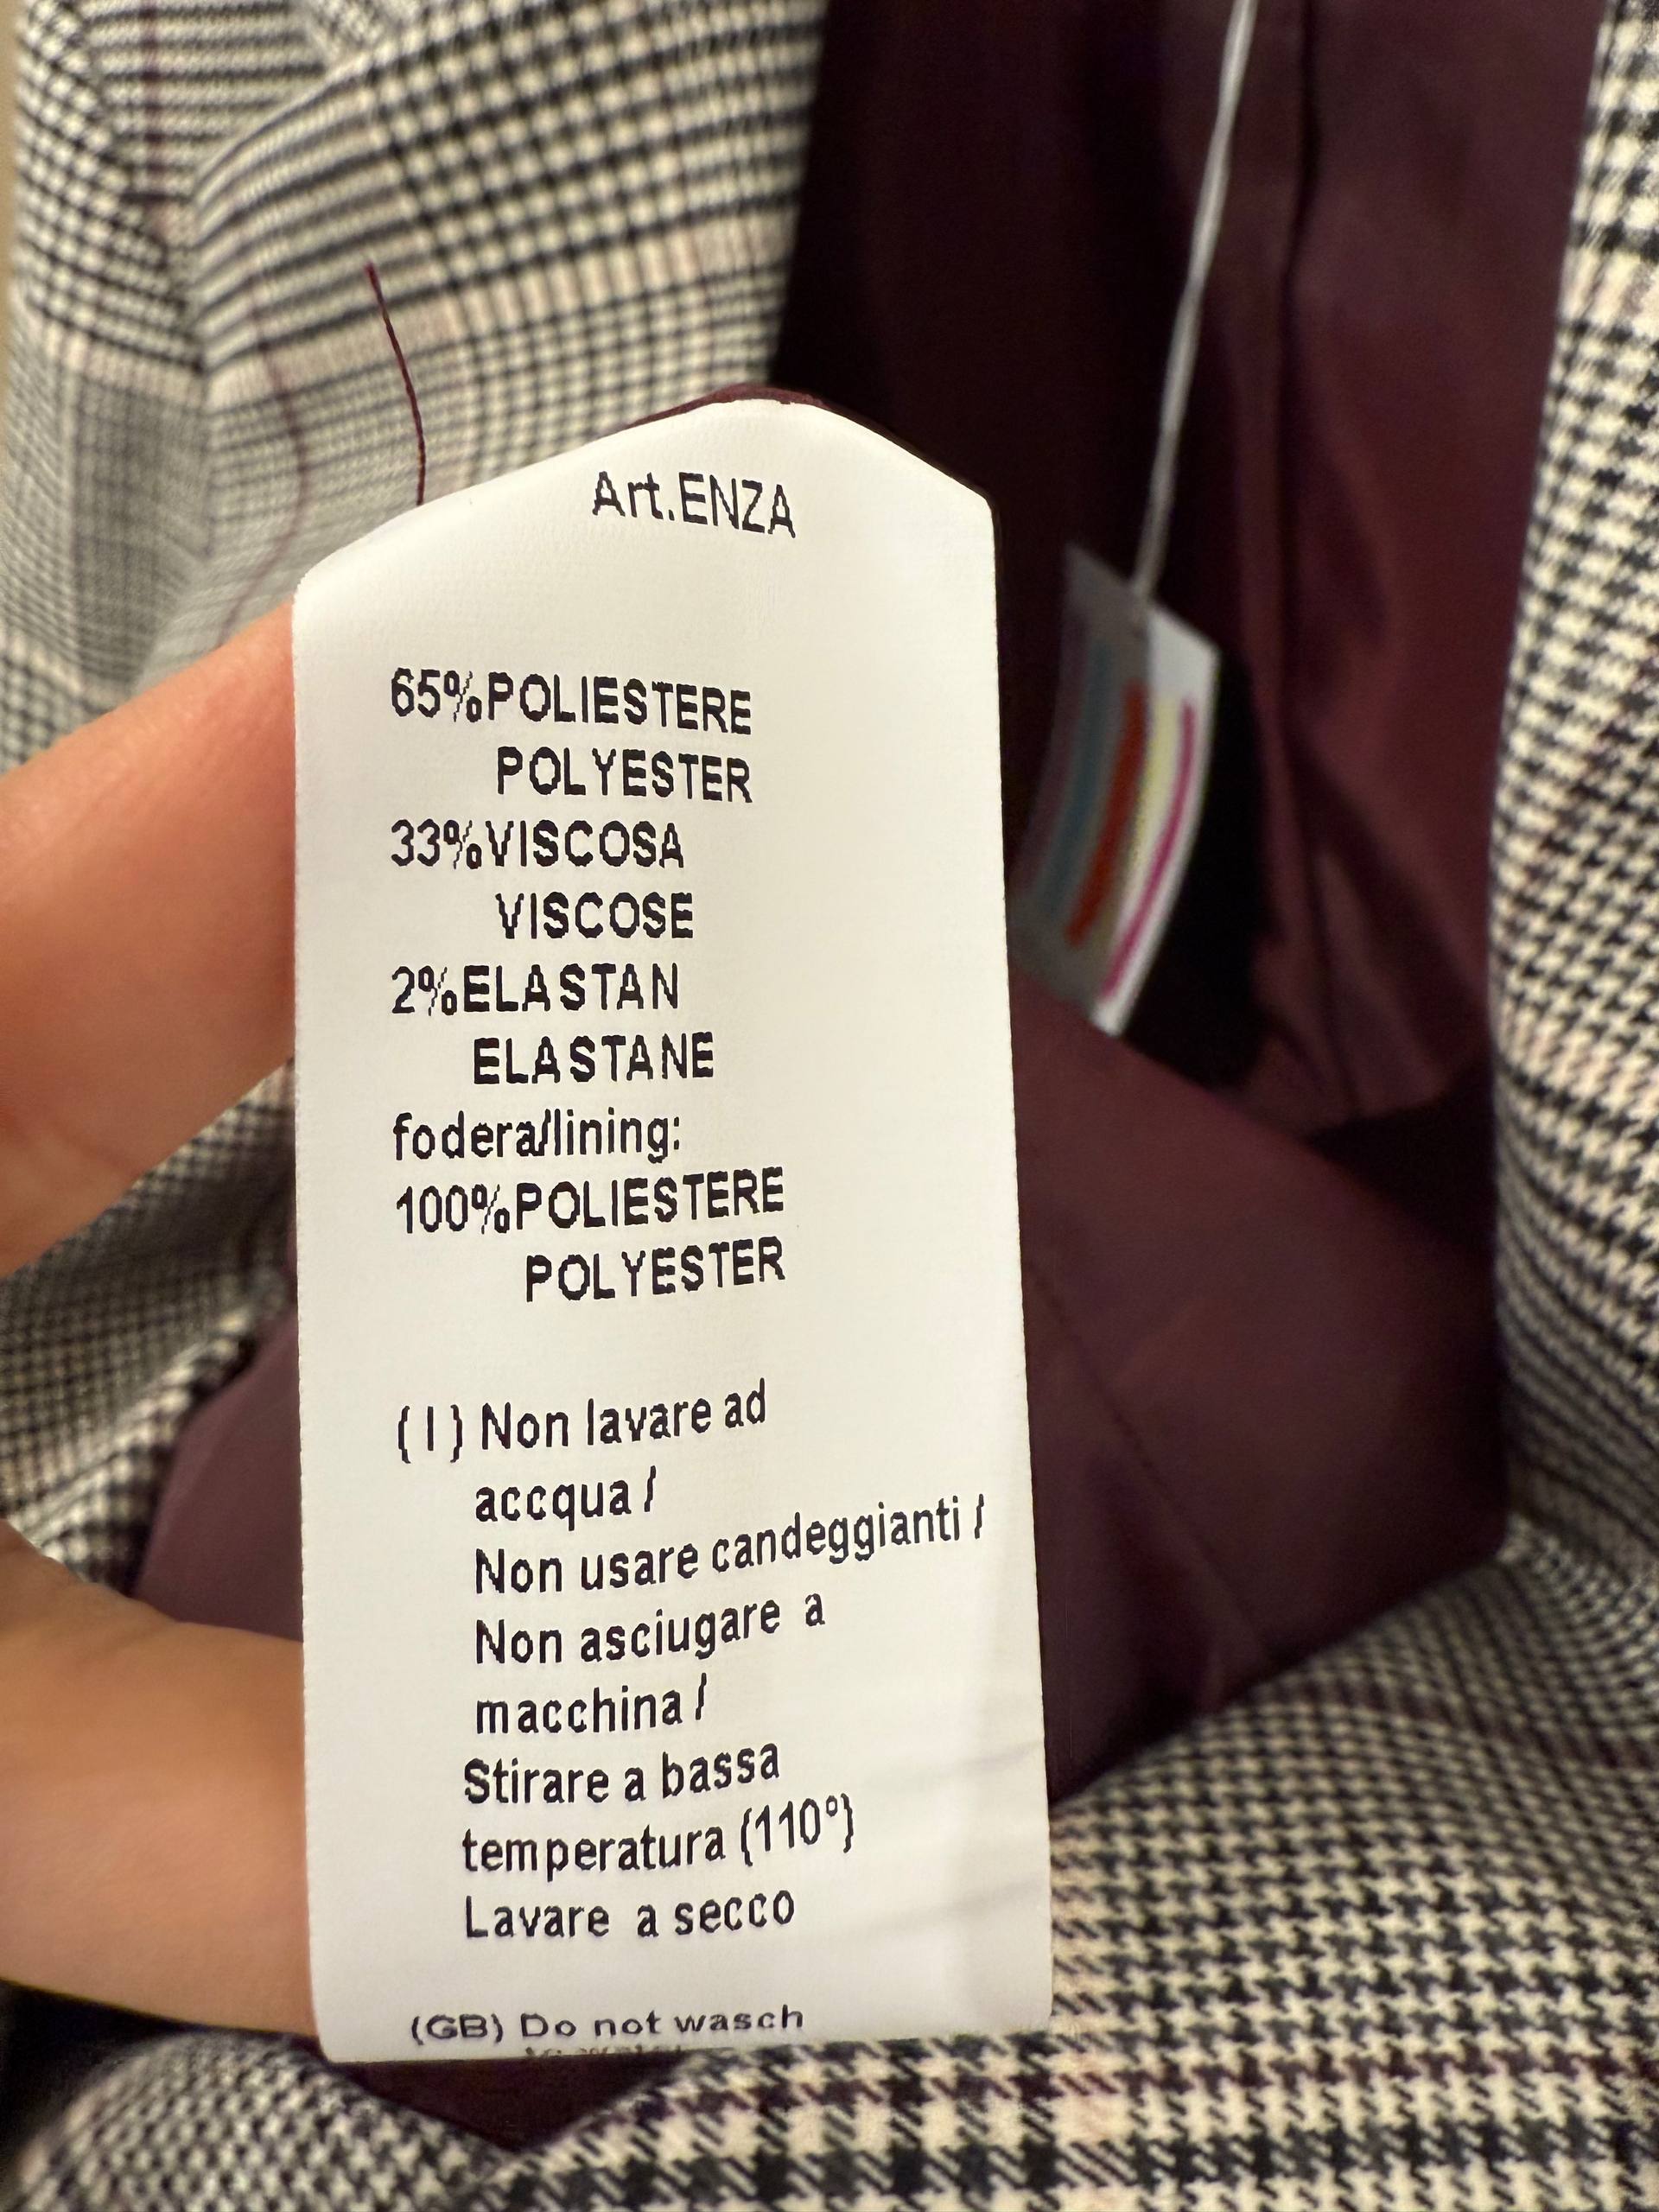 Art.ENZA
65%POLIESTERE
POLYESTER
33%VISCOSA
VISCOSE
2%ELASTAN
ELASTANE
fodera/lining:
100%POLIESTERE
POLYESTER
( I ) Non lavare ad
accqua /
Non usare candeggianti /
Non asciugare a
macchina /
Stirare a bassa
temperatura (110°)
Lavare a secco
(GB) Do not wasch